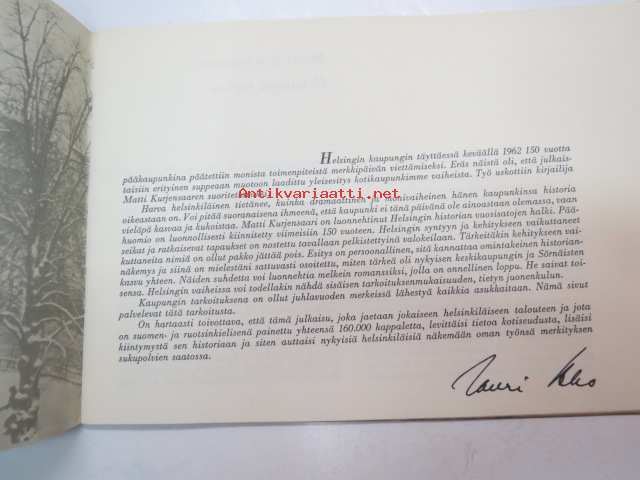 Helsingin kaupungin täyttäessä keväällä 1962 150 vuotta
pääkaupunkina päätettiin monista toimenpiteistä merkkipäivän viettämiseksi. Eräs näistä oli, että julkais-
taisiin erityinen suppeaan muotoon laadittu yleisesitys kotikaupunkimme vaiheista. Työ uskottiin kirjailija
Matti Kurjensaaren suoritettavaksi.
Harva helsinkiläinen tietänee, kuinka dramaattinen ja monivaiheinen hänen kaupunkinsa historia
oikeastaan on. Voi pitää suoranaisena ihmeenä, että kaupunki ei tänä päivänä ole ainoastaan olemassa, vaan
vieläpä kasvaa ja kukoistaa. Matti Kurjensaari on luonnehtinut Helsingin historian vuosisatojen halki. Pää-
huomio on luonnollisesti kiinnitetty viimeisiin 150 vuoteen. Helsingin syntyyn ja kehitykseen vaikuttaneet
seikat ja ratkaisevat tapaukset on nostettu tavallaan pelkistettyinä valokeilaan. Tärkeitäkin kehitykseen vai-
kuttaneita nimiä on ollut pakko jättää pois. Esitys on persoonallinen, sitä kannattaa omintakeinen historian-
näkemys ja siinä on mielestäni sattuvasti osoitettu, miten tärkeä oli nykyisen keskikaupungin ja Sörnäisten
kasvu yhteen. Näiden suhdetta voi luonnehtia melkein romanssiksi, jolla on onnellinen loppu. He saivat toi-
sensa. Helsingin vaiheissa voi todellakin nähdä sisäisen tarkoituksenmukaisuuden, tietyn juonenkulun.
Kaupungin tarkoituksena on ollut juhlavuoden merkeissä lähestyä kaikkia asukkaitaan. Nämä sivut
palvelevat tätä tarkoitusta.
On hartaasti toivottava, että tämä julkaisu, joka jaetaan jokaiseen helsinkiläiseen talouteen ja jota
on suomen- ja ruotsinkielisenä painettu yhteensä 160.000 kappaletta, levittäisi tietoa kotiseudusta, lisäisi
kiintymystä sen historiaan ja siten auttaisi nykyisiä helsinkiläisiä näkemään oman työnsä merkityksen
sukupolvien saatossa.
Lauri Aho
Antikvariaatti.net
Antikvariaatti.net
Antikvariaatti.net